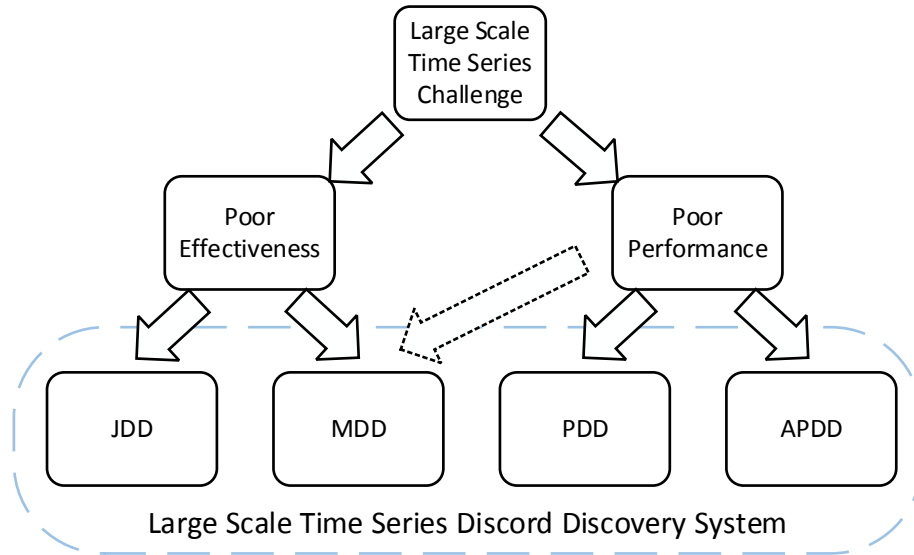 Large Scale
Time Series
Challenge
Poor
Effectiveness
Poor
Performance
JDD
MDD
PDD
APDD
Large Scale Time Series Discord Discovery System